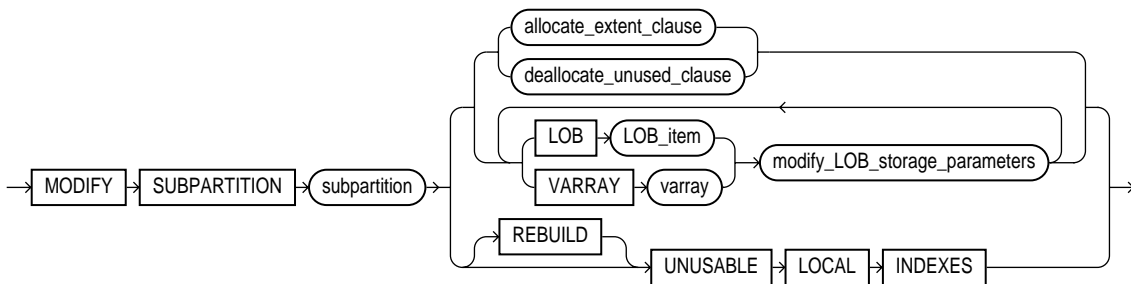 allocate_extent_clause
deallocate_unused_clause
LOB LOB_item
modify_LOB_storage_parameters
MODIFY SUBPARTITION subpartition VARRAY varray
REBUILD
UNUSABLE LOCAL INDEXES